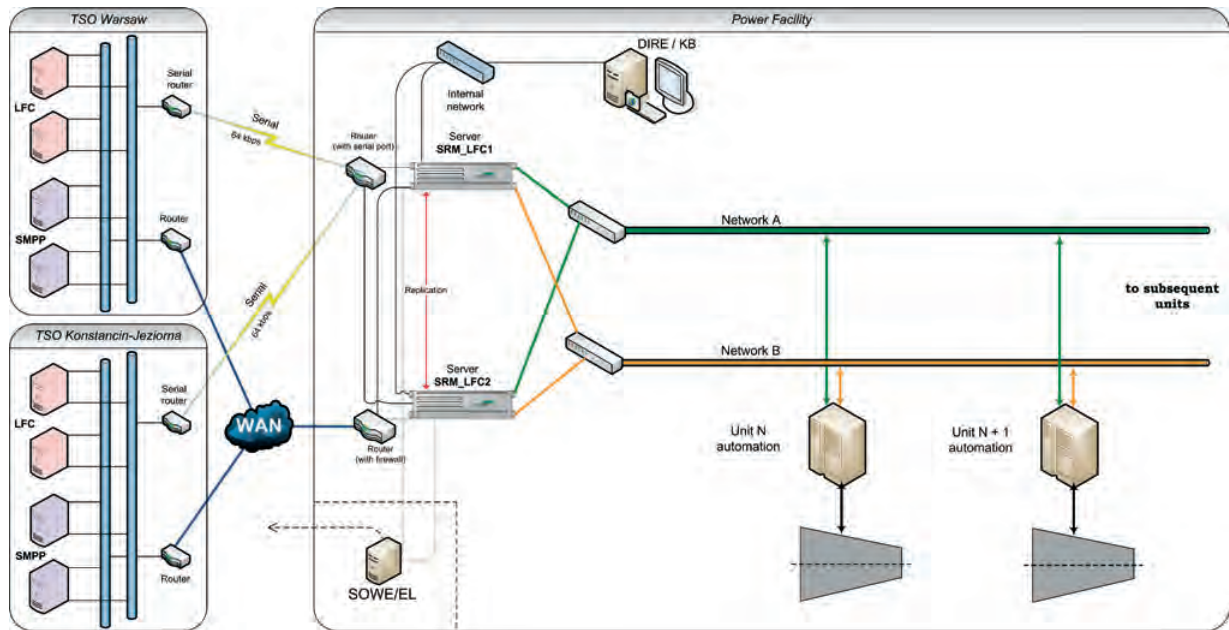 TSO Warsaw
LFC
SMPP
Serial
router
Router
TSO Konstancin-Jeziorna
LFC
SMPP
Serial
router
Router
Serial
64 kbps
Serial
64 kbps
WAN
Power Facility
DIRE / KB
Internal
network
Router
(with serial port)
Server
SRM_LFC1
Replication
Server
SRM_LFC2
Router
(with firewall)
SOWE/EL
Network A
to subsequent
units
Network B
Unit N
automation
Unit N + 1
automation